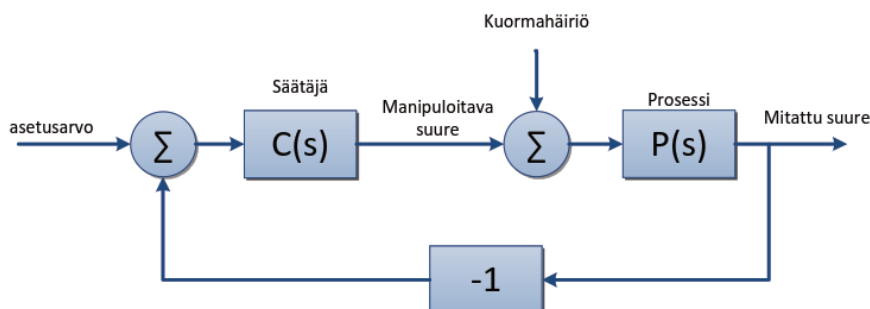 Kuormahäiriö
Säätäjä
Manipuloitava
suure
Prosessi
Mitattu suure
asetusarvo
∑
C(s)
∑
P(s)
-1